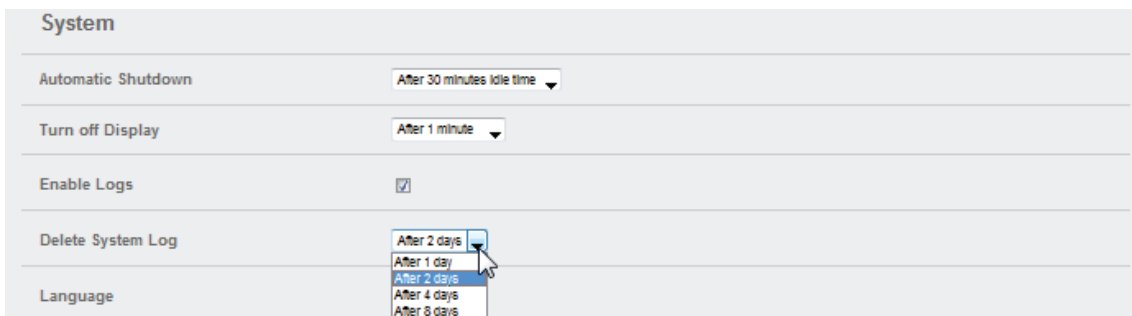 System
Automatic Shutdown After 30 minutes idle time
Turn off Display After 1 minute
Enable Logs
Delete System Log After 2 days
After 1 day
After 2 days
Language After 4 days
After 8 days